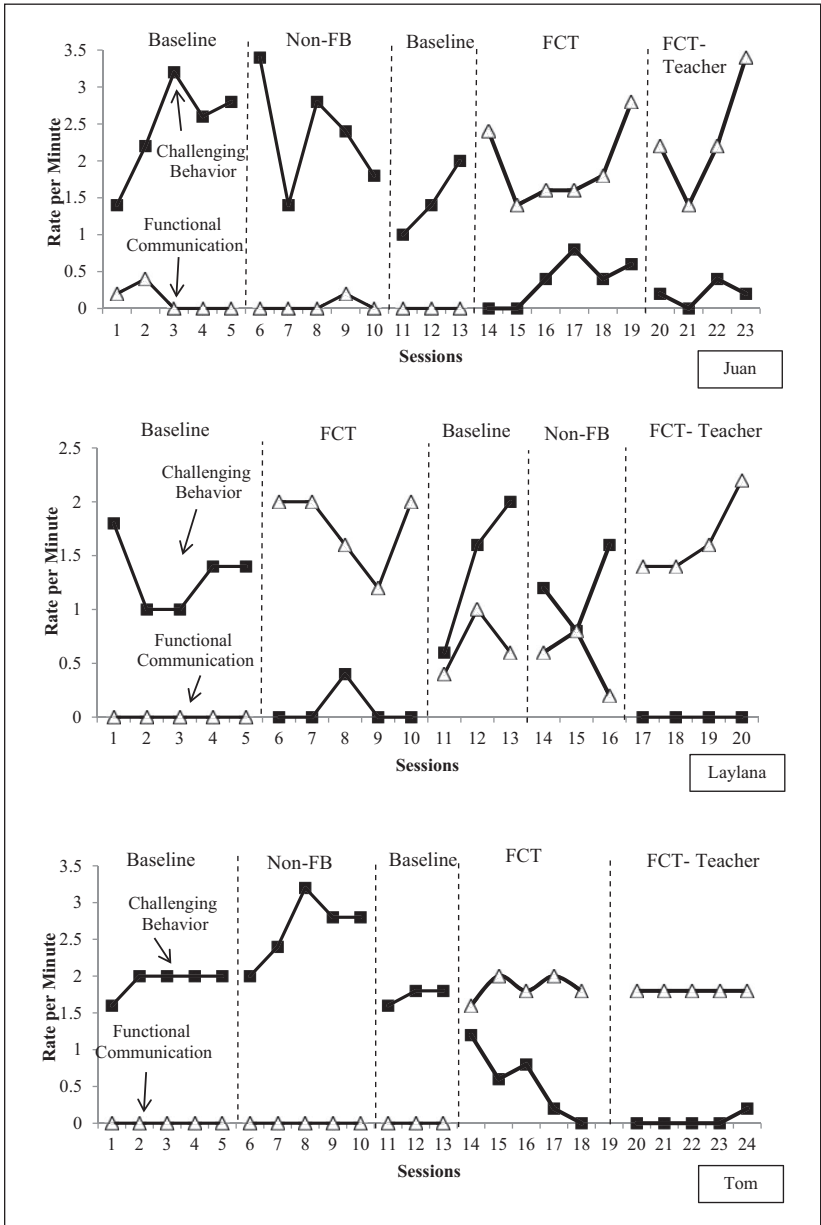 Baseline Non-FB Baseline FCT FCT-
Teacher
3.5
3
2.5
2
1.5
1
0.5
0
Rate per Minute
Challenging
Behavior
Functional
Communication
1 2 3 4 5 6 7 8 9 10 11 12 13 14 15 16 17 18 19 20 21 22 23
Sessions
Juan
Baseline FCT Baseline Non-FB FCT- Teacher
2.5
2
1.5
1
0.5
0
Rate per Minute
Challenging
Behavior
Functional
Communication
1 2 3 4 5 6 7 8 9 10 11 12 13 14 15 16 17 18 19 20
Sessions
Laylana
Baseline Non-FB Baseline FCT FCT- Teacher
3.5
3
2.5
2
1.5
1
0.5
0
Rate per Minute
Challenging
Behavior
Functional
Communication
1 2 3 4 5 6 7 8 9 10 11 12 13 14 15 16 17 18 19 20 21 22 23 24
Sessions
Tom